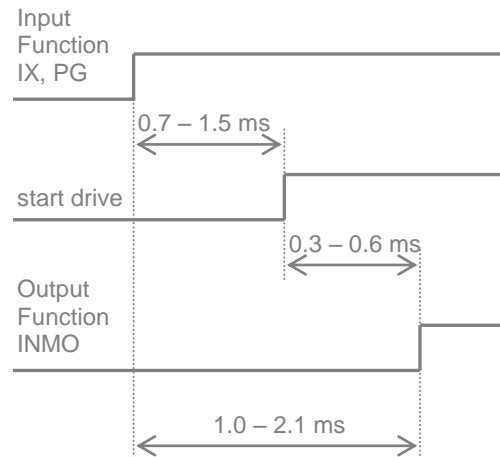 Input
Function
IX, PG
0.7 – 1.5 ms
start drive
0.3 – 0.6 ms
Output
Function
INMO
1.0 – 2.1 ms